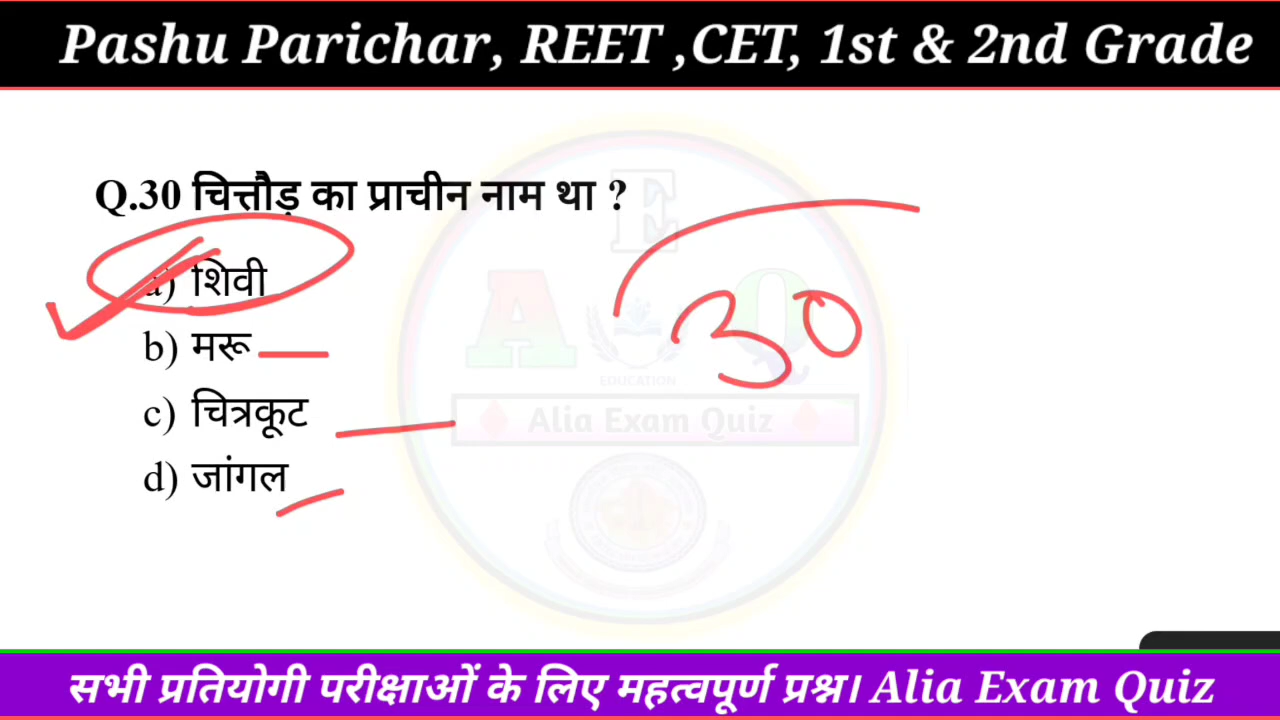 Pashu Parichar, REET ,CET, 1st & 2nd Grade
Q.30 चित्तौड़ का प्राचीन नाम था ?
a) शिवी
b) मरू
c) चित्रकूट
d) जांगल
30
E
A Q
EDUCATION
Alia Exam Quiz
सभी प्रतियोगी परीक्षाओं के लिए महत्वपूर्ण प्रश्न। Alia Exam Quiz